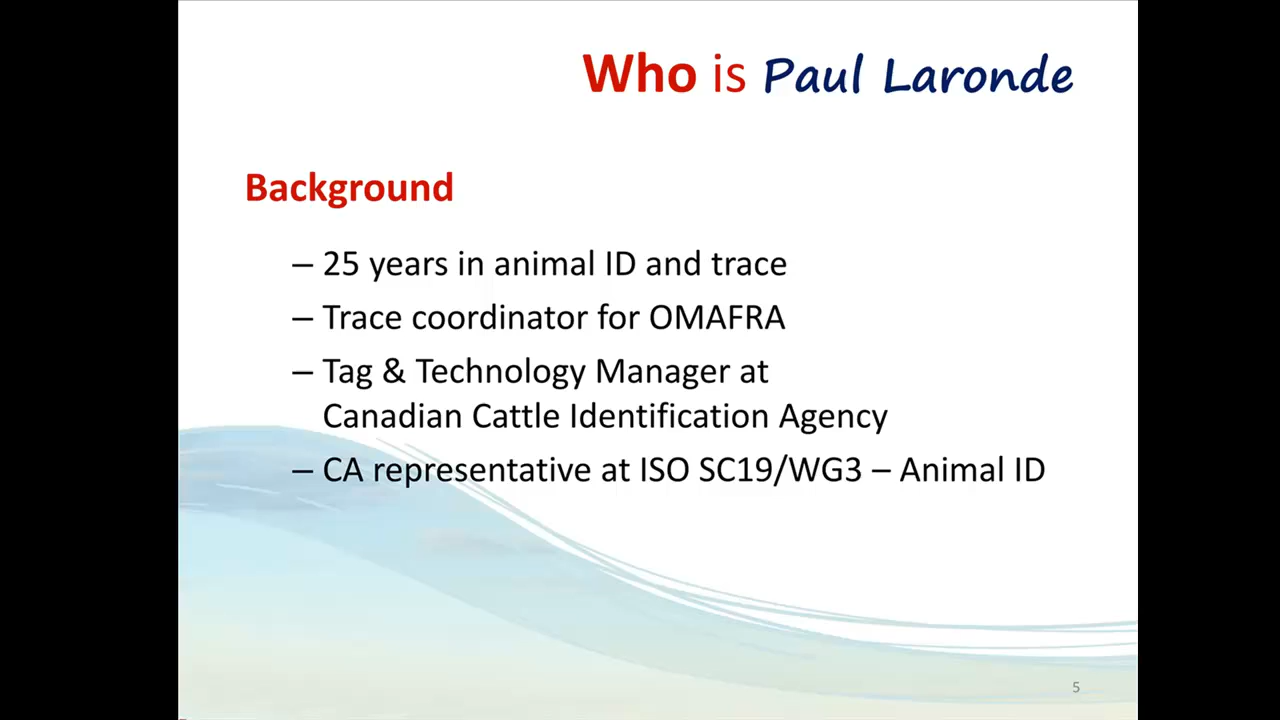 Who is Paul Laronde
Background
– 25 years in animal ID and trace
– Trace coordinator for OMAFRA
– Tag & Technology Manager at
Canadian Cattle Identification Agency
– CA representative at ISO SC19/WG3 – Animal ID
5